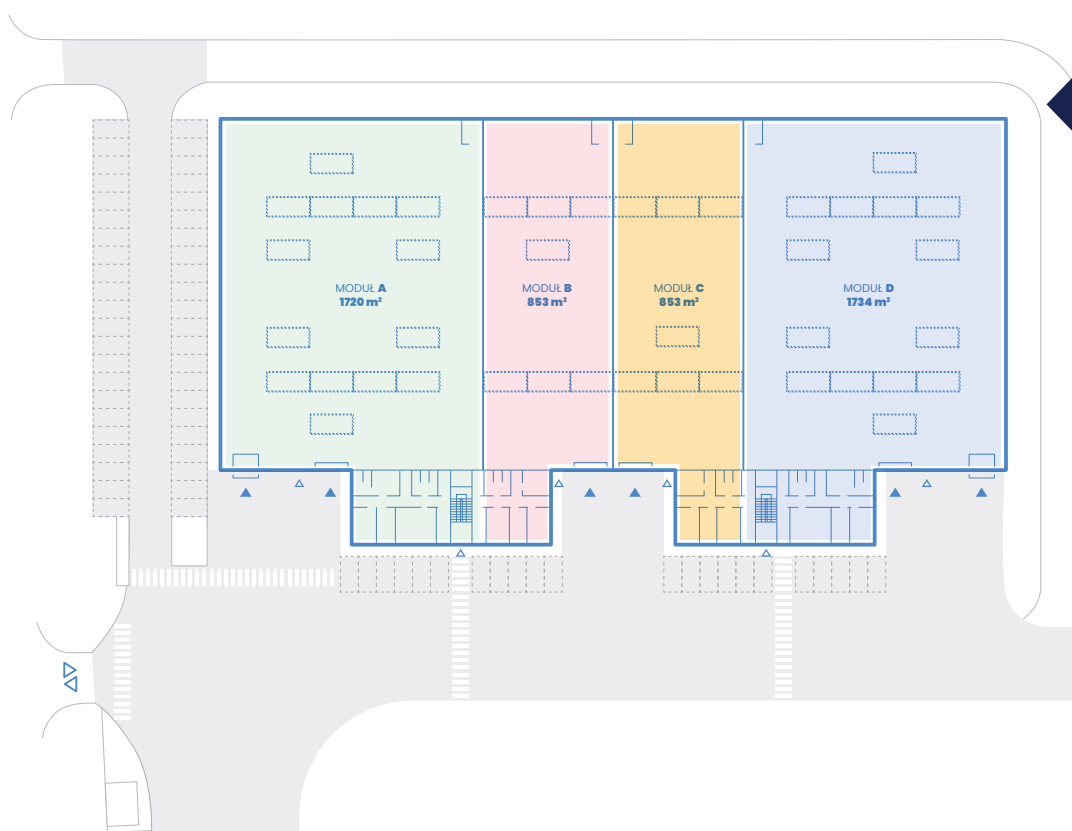 MODUŁ A
1720 m²
MODUŁ B
853 m²
MODUŁ C
853 m²
MODUŁ D
1734 m²